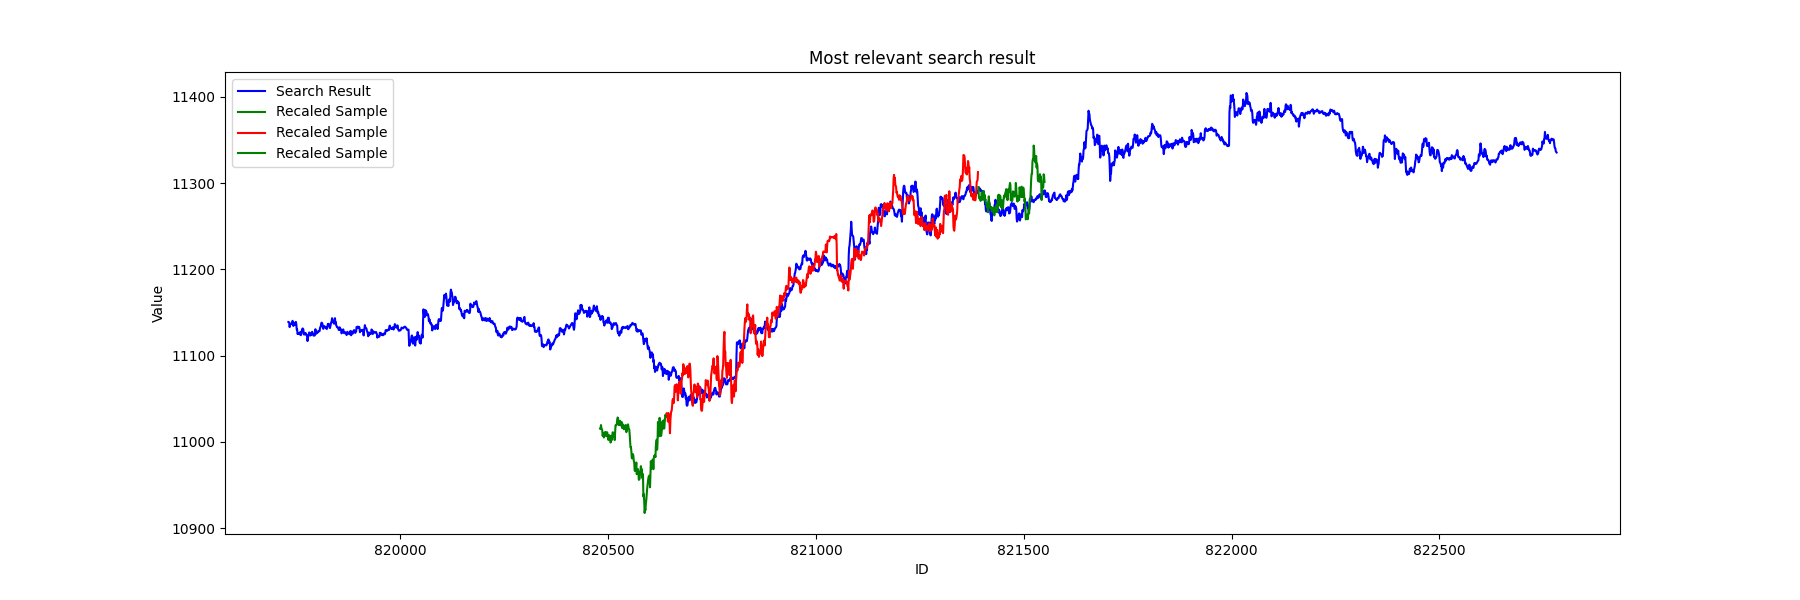 Most relevant search result
Search Result
Recaled Sample
Recaled Sample
Recaled Sample
11400
11300
11200
11100
11000
10900
Value
820000 820500 821000 821500 822000 822500
ID